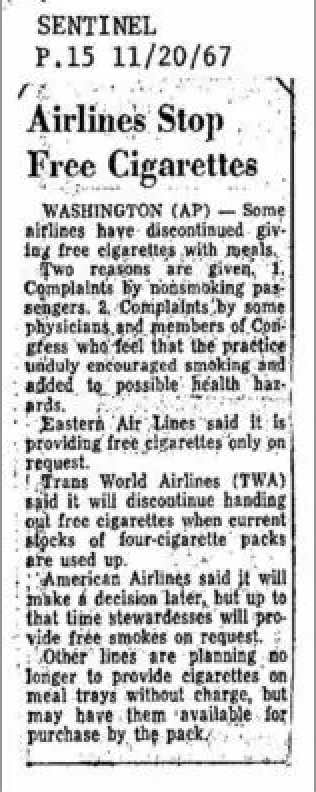 SENTINEL
P.15 11/20/67
Airlines Stop
Free Cigarettes
WASHINGTON (AP) — Some
airlines have discontinued giv-
ing free cigarettes with meals.
Two reasons are given. 1.
Complaints by nonsmoking pas-
sengers. 2. Complaints by some
physicians and members of Con-
gress who feel that the practice
unduly encouraged smoking and
added to possible health haz-
ards.
Eastern Air Lines said it is
providing free cigarettes only on
request.
Trans World Airlines (TWA)
said it will discontinue handing
out free cigarettes when current
stocks of four-cigarette packs
are used up.
American Airlines said it will
make a decision later, but up to
that time stewardesses will pro-
vide free smokes on request.
Other lines are planning no
longer to provide cigarettes on
meal trays without charge, but
may have them available for
purchase by the pack.